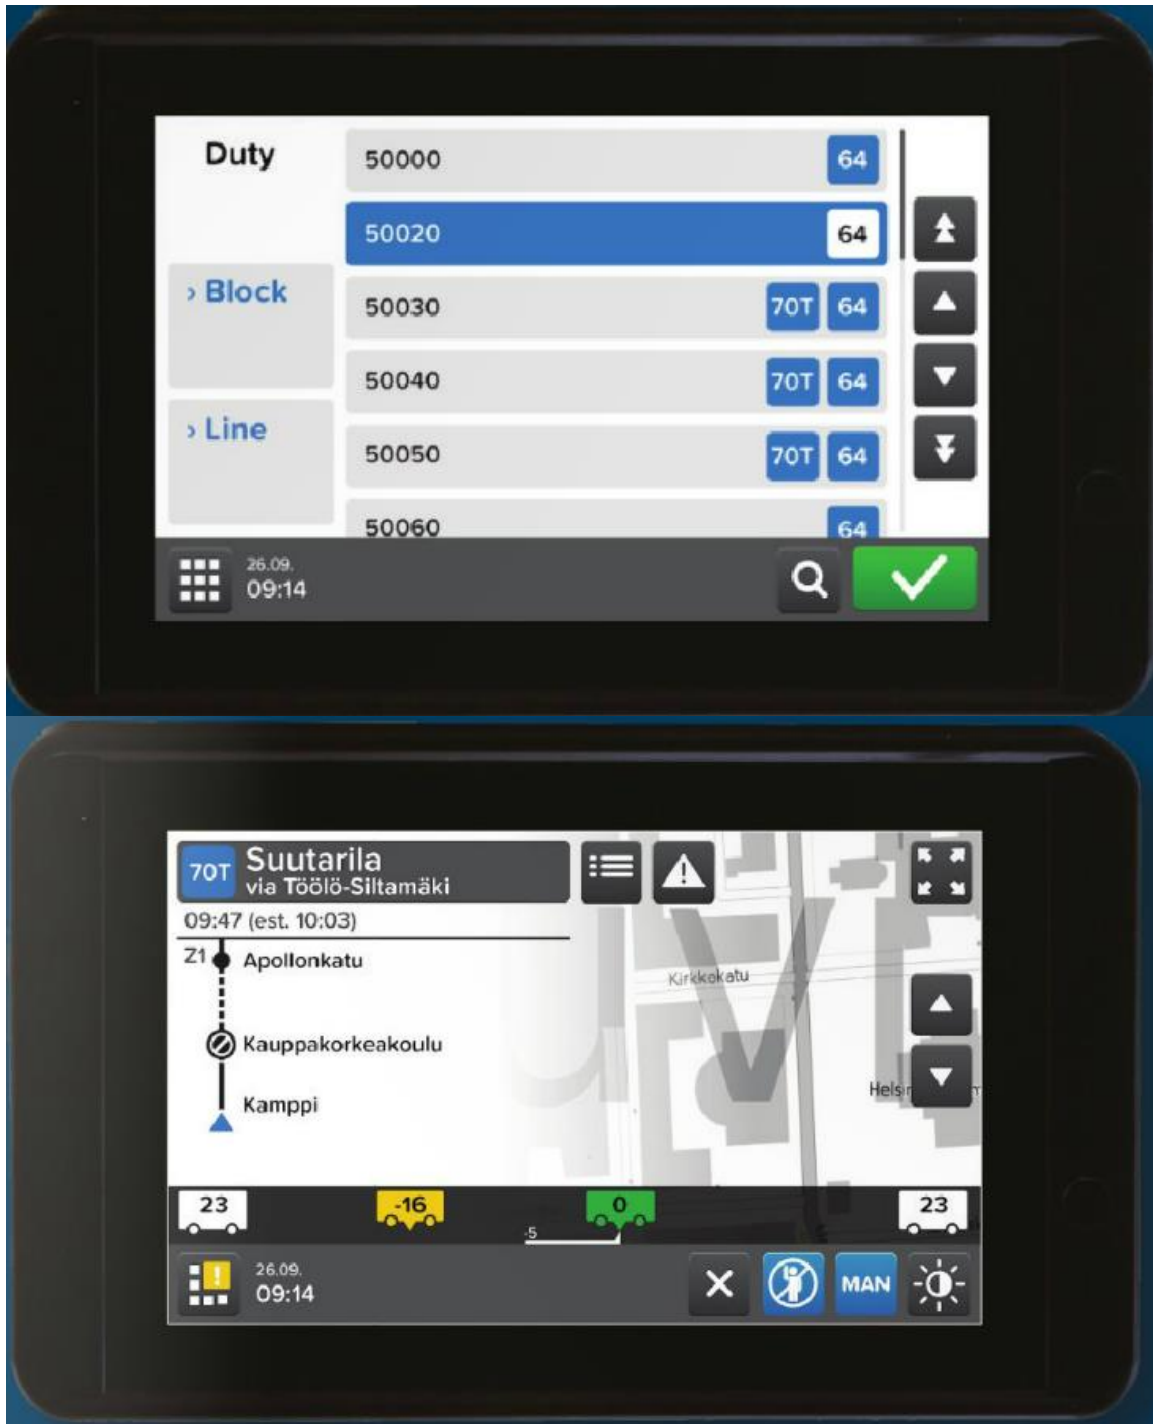 Duty
50000 64
50020 64
› Block
50030 70T 64
50040 70T 64
› Line
50050 70T 64
50060 64
26.09.
09:14
70T Suutarila
via Töölö-Siltamäki
09:47 (est. 10:03)
Z1 Apollonkatu
Kauppakorkeakoulu
Kamppi
Kirkkokatu
23 -16 0 23
-5
26.09.
09:14
MAN